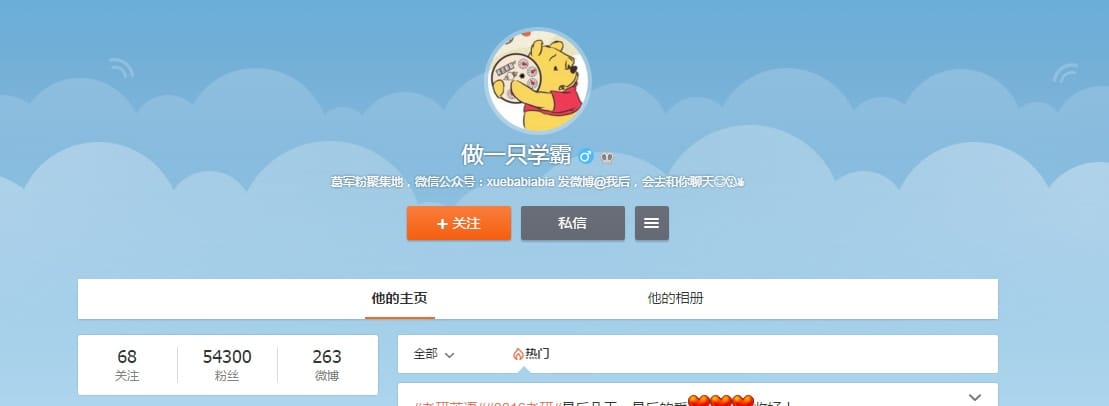 做一只学霸
葛军粉聚集地，微信公众号：xuebabiabia 发微博@我后，会去和你聊天
+ 关注
私信
他的主页
他的相册
68
54300
263
关注
粉丝
微博
全部
热门